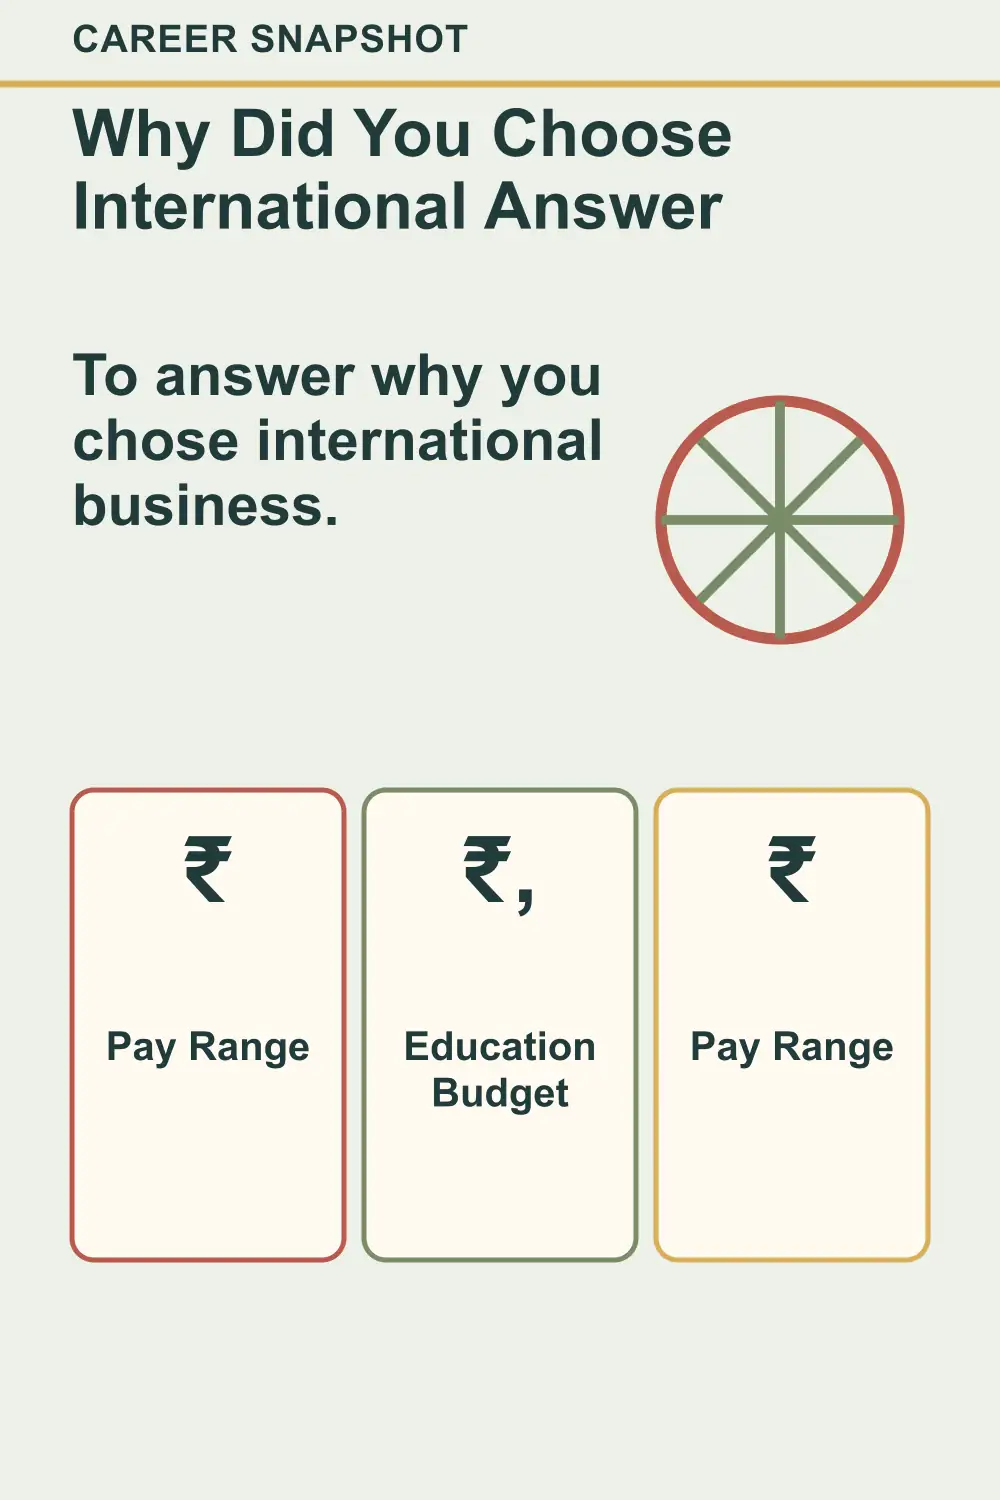 CAREER SNAPSHOT
Why Did You Choose
International Answer
To answer why you
chose international
business.
₹
Pay Range
₹,
Education
Budget
₹
Pay Range